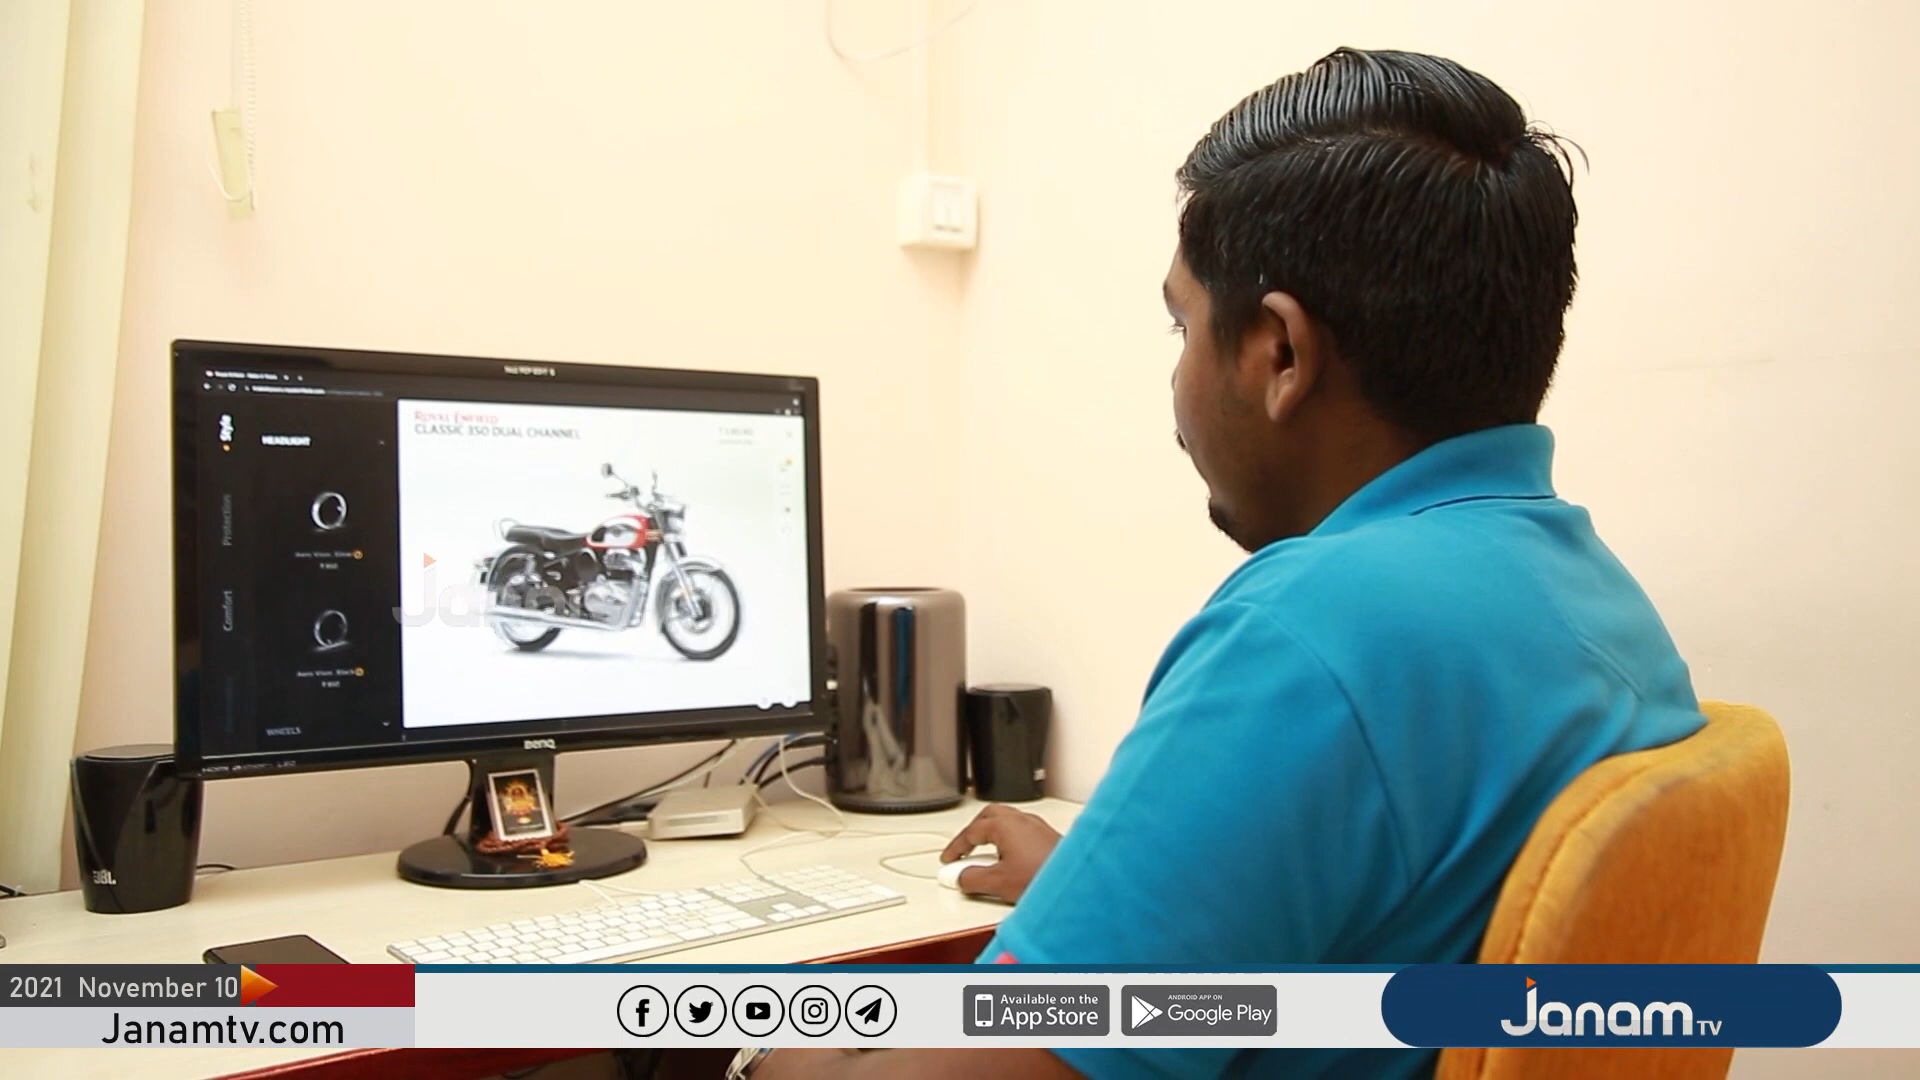 Style
HEADLIGHT
ROYAL ENFIELD
CLASSIC 350 DUAL CHANNEL
Protection
Comfort
WHEELS
BenQ
JBL
2021 November 10
Janamtv.com
Available on the
App Store
ANDROID APP ON
Google Play
Janam TV